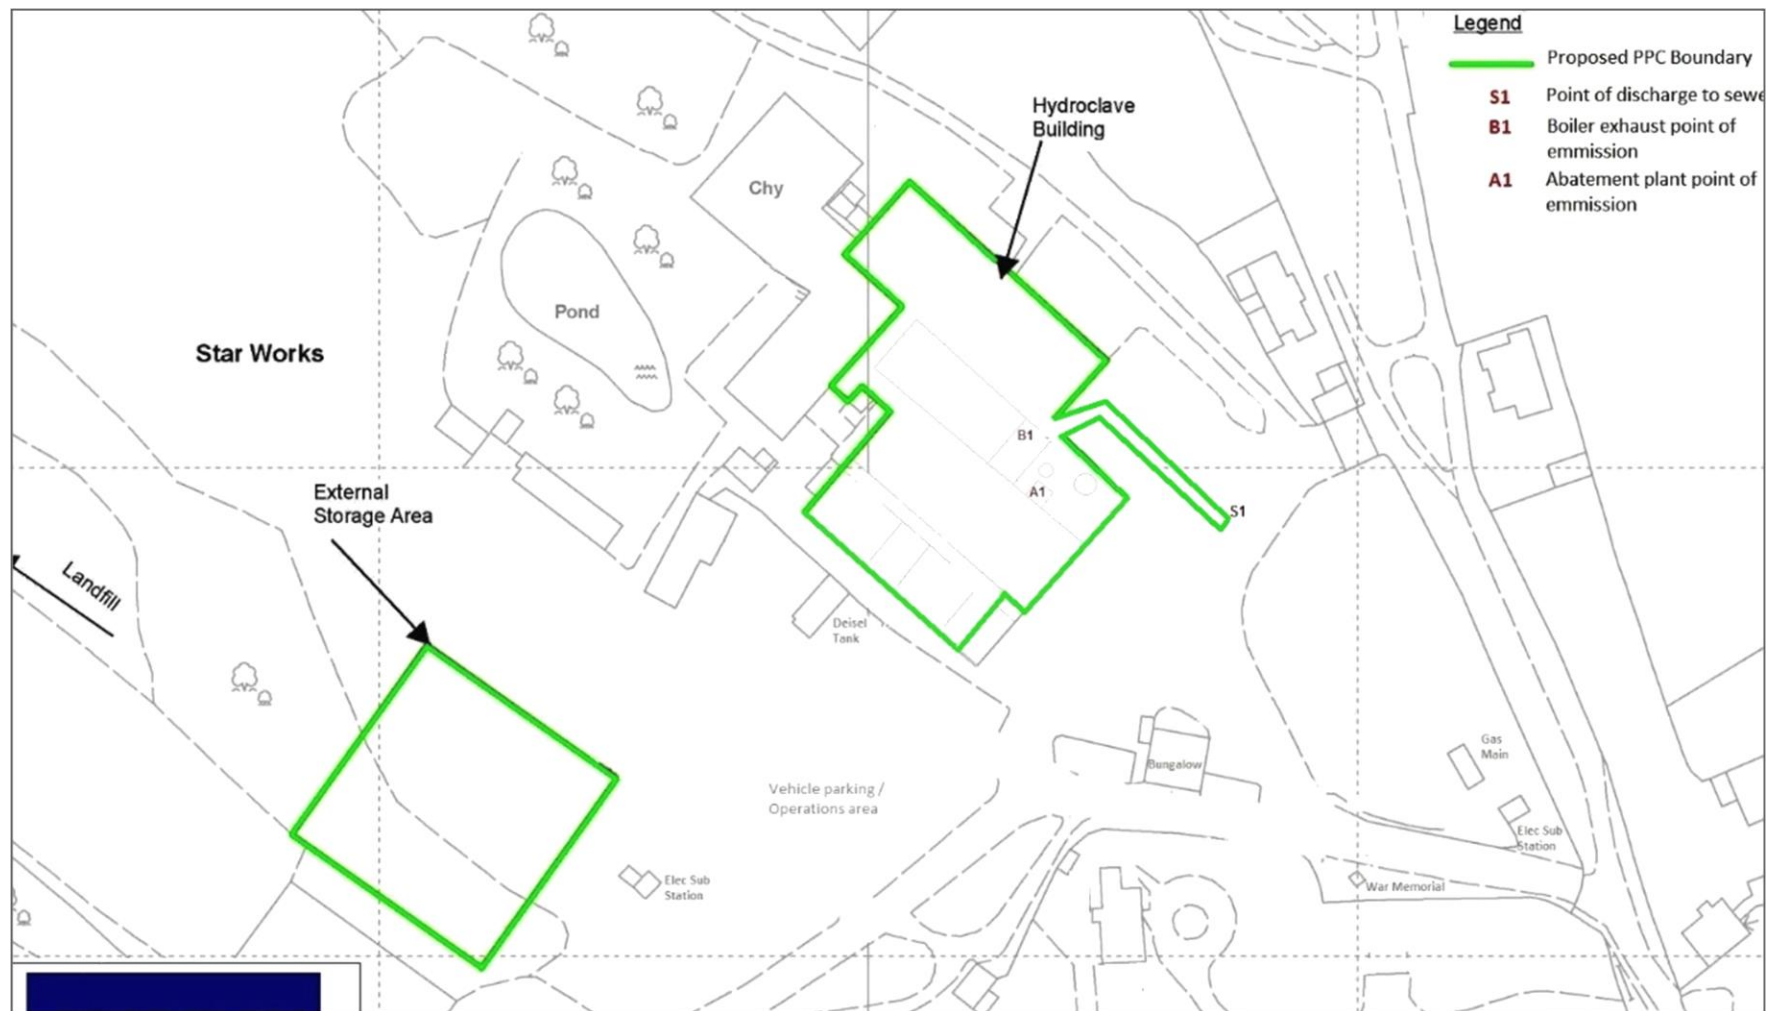 Legend
Proposed PPC Boundary
S1 Point of discharge to sewe
B1 Boiler exhaust point of
emmission
A1 Abatement plant point of
emmission
Hydroclave
Building
Chy
Pond
Star Works
B1
A1
S1
External
Storage Area
Landfill
Deisel
Tank
Vehicle parking /
Operations area
Bungalow
Gas
Main
Elec Sub
Station
War Memorial
Elec Sub
Station